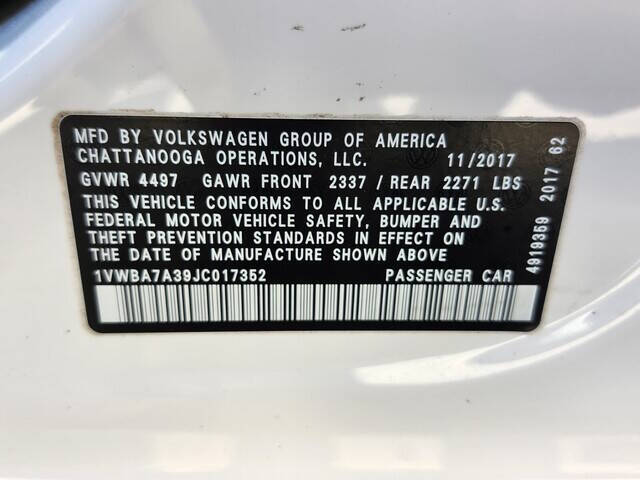 MFD BY VOLKSWAGEN GROUP OF AMERICA
CHATTANOOGA OPERATIONS, LLC. 11/2017
GVWR 4497 GAWR FRONT 2337 / REAR 2271 LBS
THIS VEHICLE CONFORMS TO ALL APPLICABLE U.S.
FEDERAL MOTOR VEHICLE SAFETY, BUMPER AND
THEFT PREVENTION STANDARDS IN EFFECT ON
THE DATE OF MANUFACTURE SHOWN ABOVE
1VWBA7A39JC017352 PASSENGER CAR
4919359 2017 62